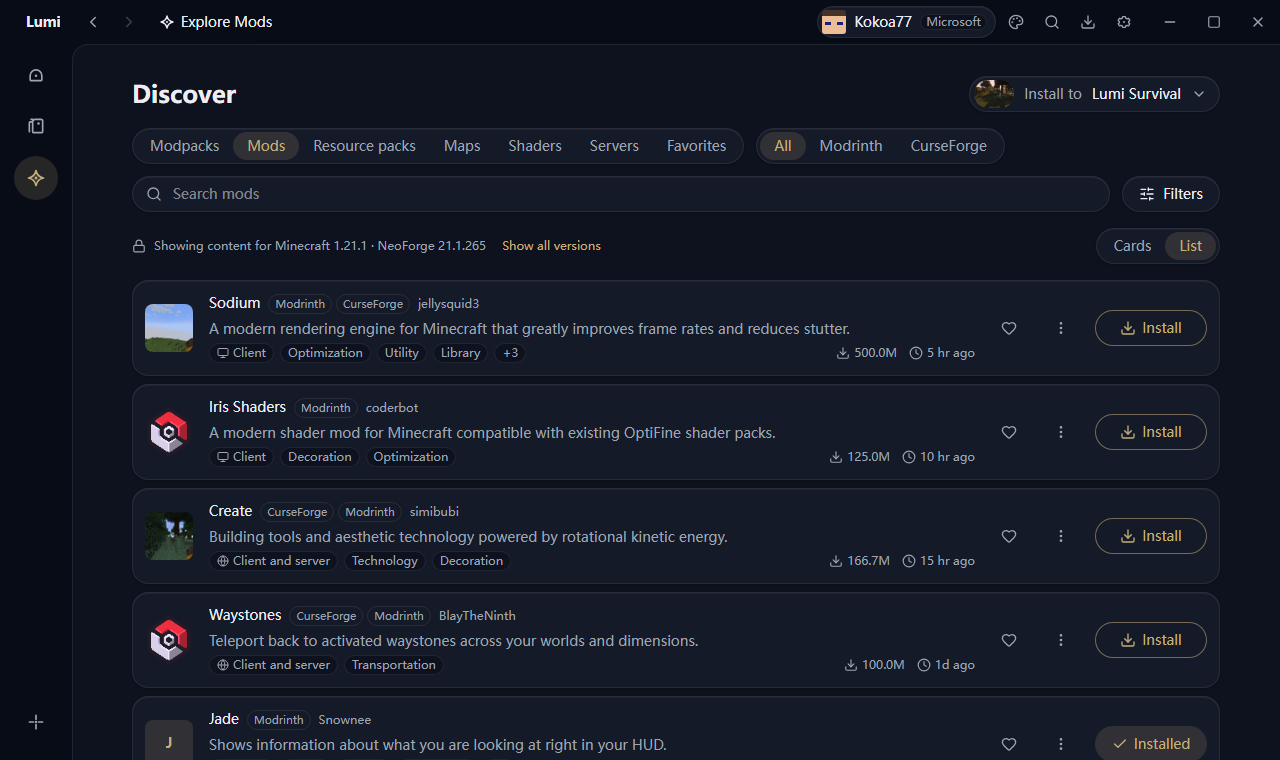 Lumi
Explore Mods
Kokoa77 Microsoft
Discover
Install to Lumi Survival
Modpacks Mods Resource packs Maps Shaders Servers Favorites
All Modrinth CurseForge
Search mods
Filters
Showing content for Minecraft 1.21.1 · NeoForge 21.1.265 Show all versions
Cards List
Sodium Modrinth CurseForge jellysquid3
A modern rendering engine for Minecraft that greatly improves frame rates and reduces stutter.
Client Optimization Utility Library +3
500.0M 5 hr ago
Install
Iris Shaders Modrinth coderbot
A modern shader mod for Minecraft compatible with existing OptiFine shader packs.
Client Decoration Optimization
125.0M 10 hr ago
Install
Create CurseForge Modrinth simibubi
Building tools and aesthetic technology powered by rotational kinetic energy.
Client and server Technology Decoration
166.7M 15 hr ago
Install
Waystones CurseForge Modrinth BlayTheNinth
Teleport back to activated waystones across your worlds and dimensions.
Client and server Transportation
100.0M 1d ago
Install
J
Jade Modrinth Snownee
Shows information about what you are looking at right in your HUD.
Installed